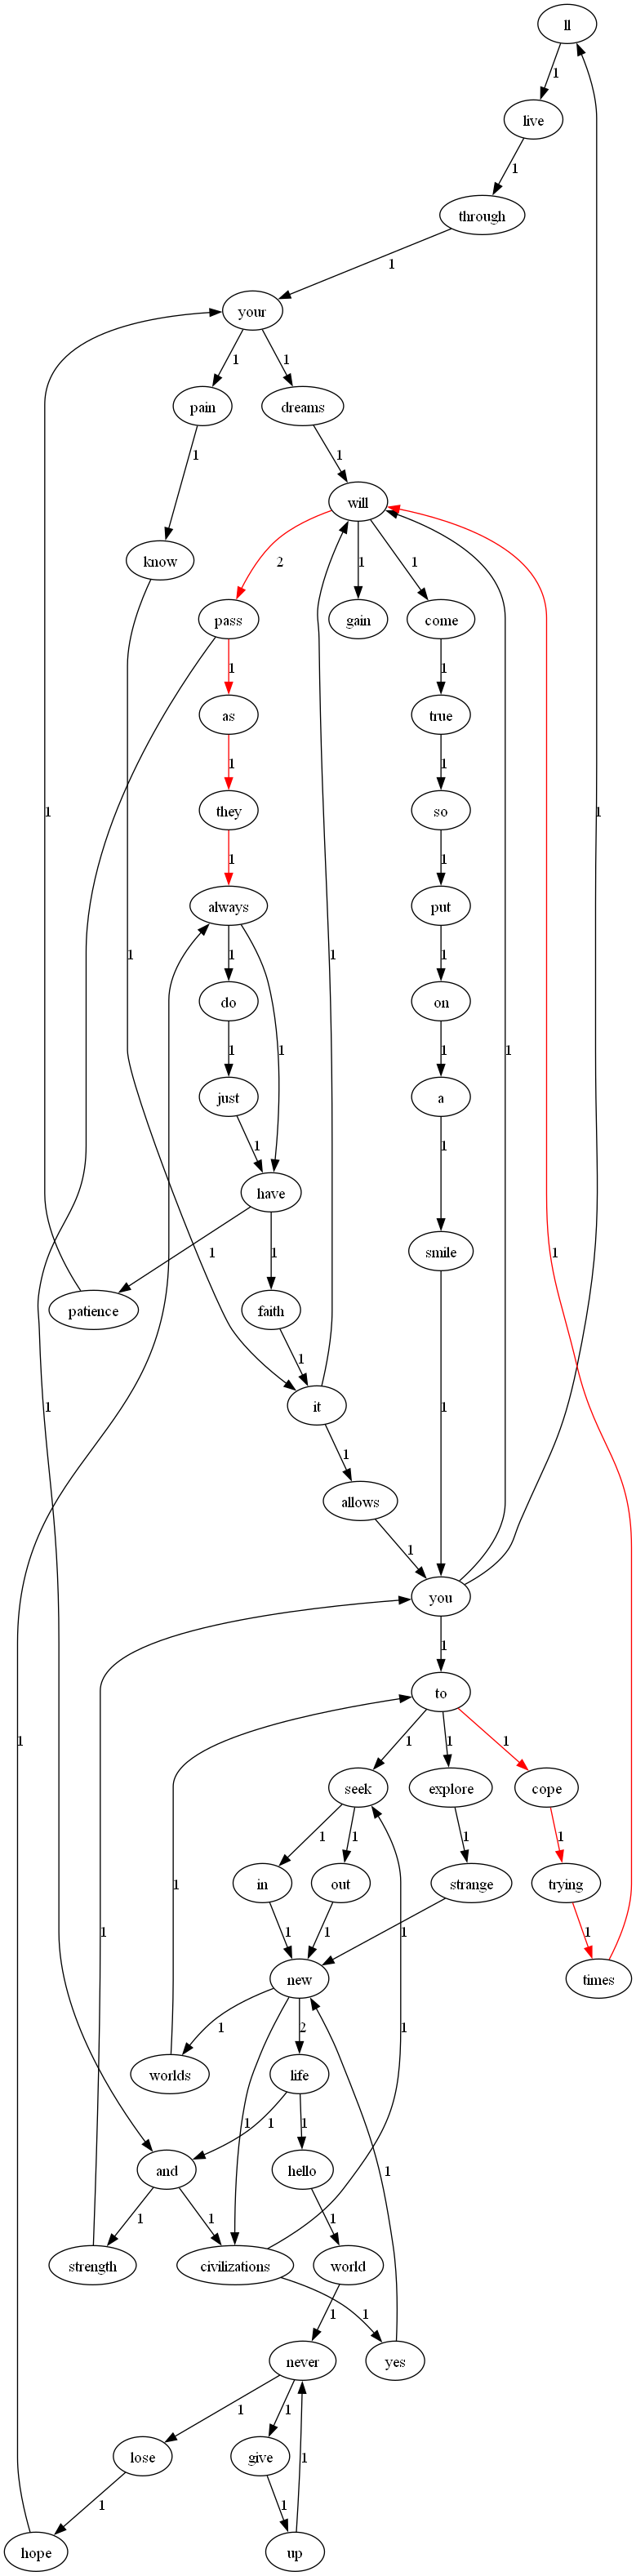 ll
1
live
1
through
1
your
1 1
pain dreams
1 1
will
know
2 1 1
pass gain come
1 1
as true
1 1
they so
1 1 1
always put
1 1 1 1 1
do on
1 1 1 1
just a
1 1
have smile
1 1
patience faith
1 1
it
1 1
allows
1
you
1
to
1 1 1
seek explore cope
1 1 1 1
in out strange trying
1 1 1 1 1
new times
1 2
worlds life
1 1 1 1
and hello
1 1 1 1
strength civilizations world
1 1
never yes
1 1
lose give
1 1 1
hope up